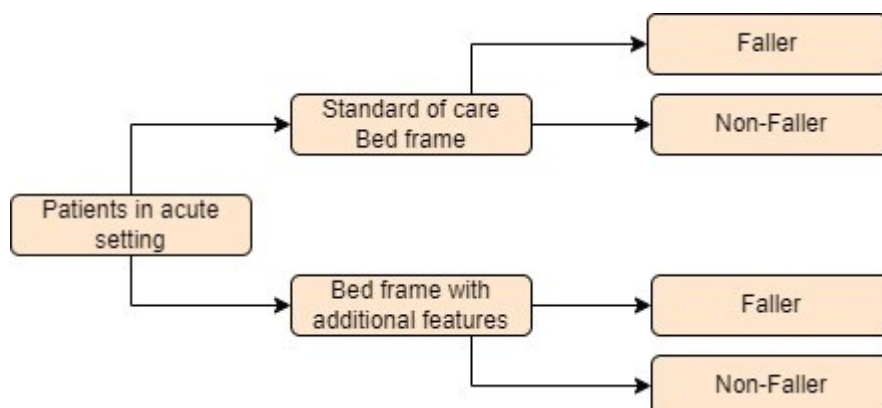 Faller
Standard of care
Bed frame
Non-Faller
Patients in acute
setting
Bed frame with
additional features
Faller
Non-Faller